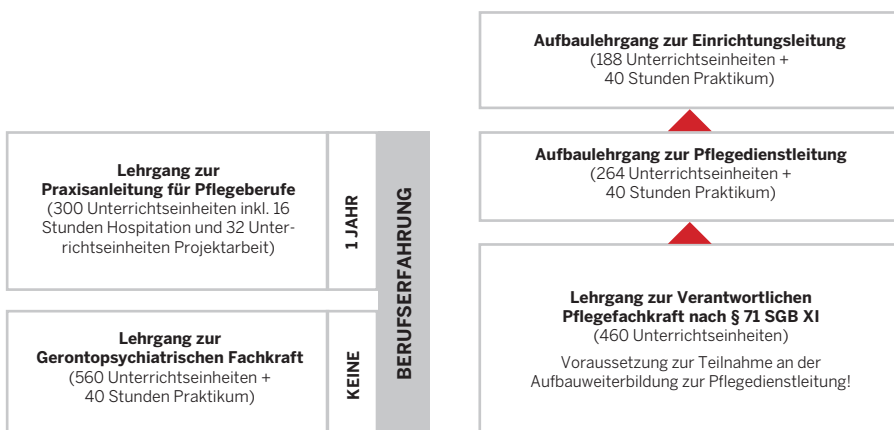 Lehrgang zur
Praxisanleitung für Pflegeberufe
(300 Unterrichtseinheiten inkl. 16
Stunden Hospitation und 32 Unter-
richtseinheiten Projektarbeit)
1 JAHR
Lehrgang zur
Gerontopsychiatrischen Fachkraft
(560 Unterrichtseinheiten +
40 Stunden Praktikum)
KEINE
BERUFSERFAHRUNG
Aufbaulehrgang zur Einrichtungsleitung
(188 Unterrichtseinheiten +
40 Stunden Praktikum)
Aufbaulehrgang zur Pflegedienstleitung
(264 Unterrichtseinheiten +
40 Stunden Praktikum)
Lehrgang zur Verantwortlichen
Pflegefachkraft nach § 71 SGB XI
(460 Unterrichtseinheiten)
Voraussetzung zur Teilnahme an der
Aufbauweiterbildung zur Pflegedienstleitung!